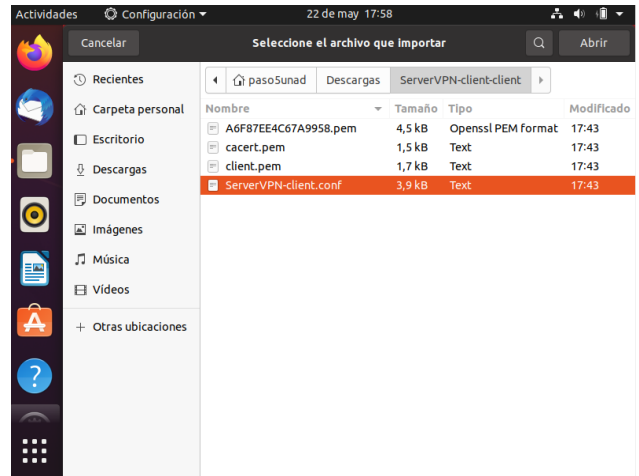 Actividades Configuración 22 de may 17:58
Cancelar Seleccione el archivo que importar Abrir
Recientes
Carpeta personal
Escritorio
Descargas
Documentos
Imágenes
Música
Vídeos
+ Otras ubicaciones
paso5unad Descargas ServerVPN-client-client
Nombre Tamaño Tipo Modificado
A6F87EE4C67A9958.pem 4,5 kB Openssl PEM format 17:43
cacert.pem 1,5 kB Text 17:43
client.pem 1,7 kB Text 17:43
ServerVPN-client.conf 3,9 kB Text 17:43